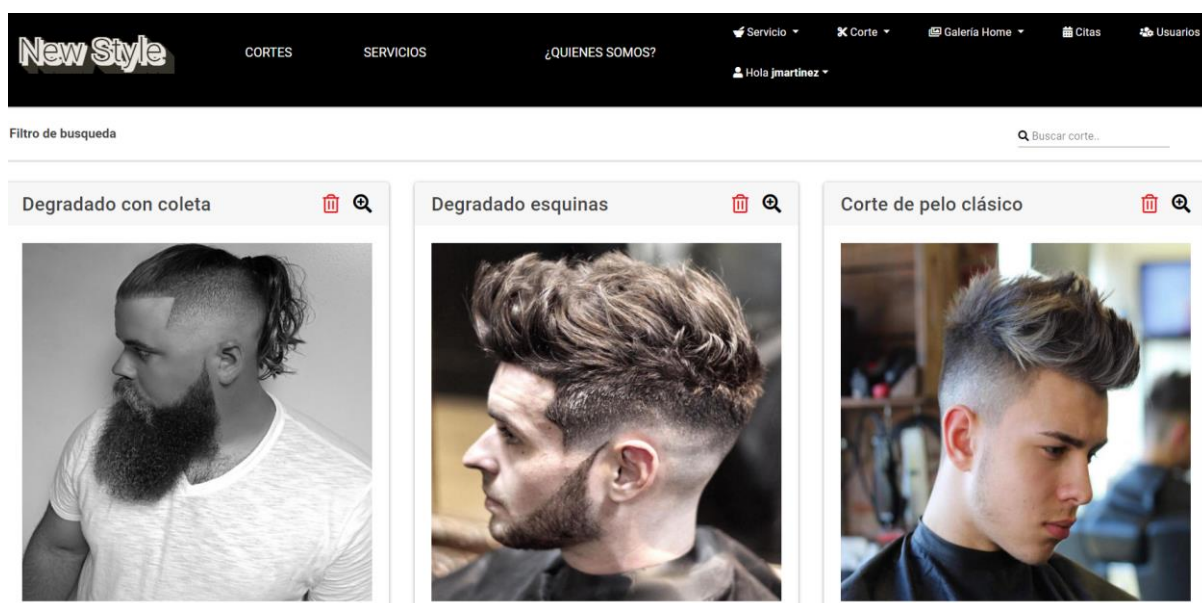 New Style
CORTES
SERVICIOS
¿QUIENES SOMOS?
Servicio
Corte
Galería Home
Citas
Usuarios
Hola jmartinez
Filtro de busqueda
Buscar corte..
Degradado con coleta
Degradado esquinas
Corte de pelo clásico